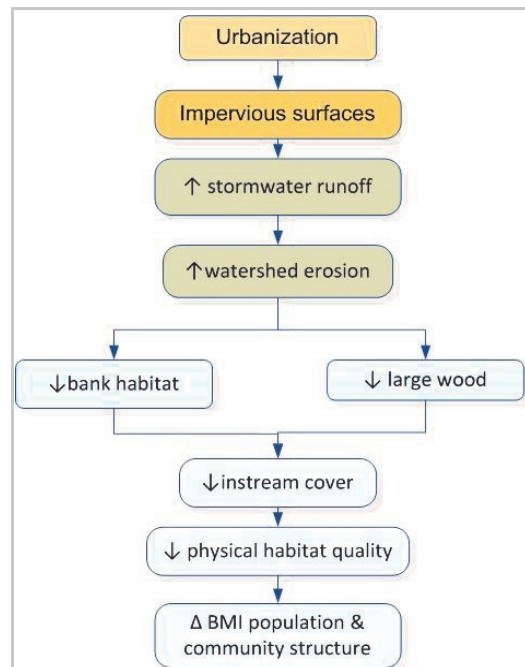 Urbanization
Impervious surfaces
↑ stormwater runoff
↑watershed erosion
↓bank habitat
↓ large wood
↓instream cover
↓ physical habitat quality
Δ BMI population &
community structure